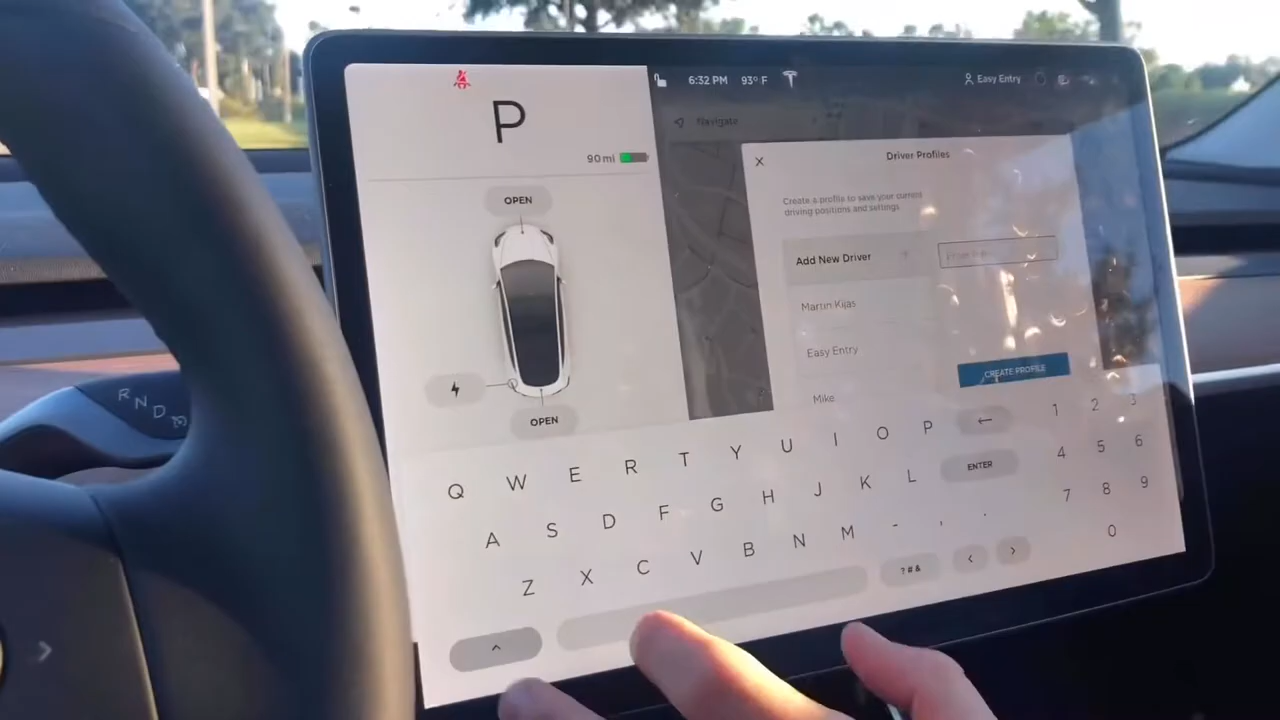 P
90 mi
OPEN
OPEN
6:32 PM 93° F
Easy Entry
Navigate
X
Driver Profiles
Create a profile to save your current
driving positions and settings
Add New Driver
Martin Kijas
Easy Entry
Mike
CREATE PROFILE
Q W E R T Y U I O P ←
A S D F G H J K L ENTER
Z X C V B N M - , .
^ ?#& < >
1 2 3
4 5 6
7 8 9
0
R N D